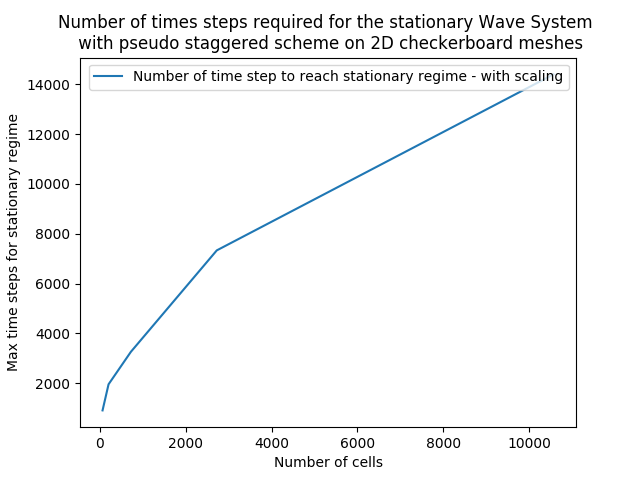 Number of times steps required for the stationary Wave System
with pseudo staggered scheme on 2D checkerboard meshes
Number of time step to reach stationary regime - with scaling
Max time steps for stationary regime
14000
12000
10000
8000
6000
4000
2000
0 2000 4000 6000 8000 10000
Number of cells